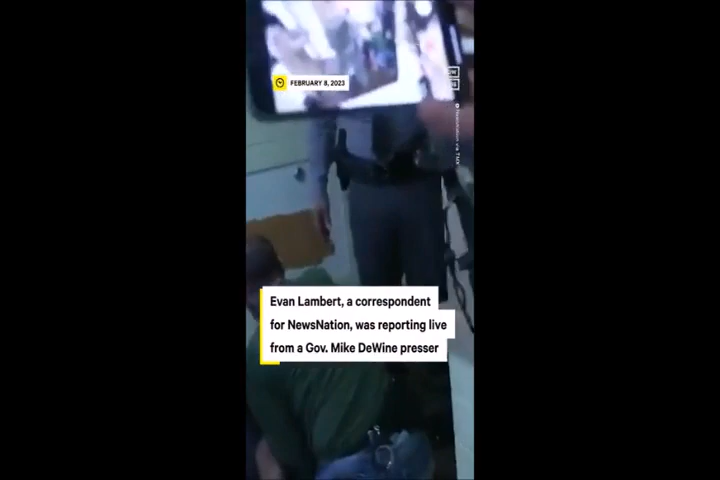 FEBRUARY 8, 2023
Evan Lambert, a correspondent
for NewsNation, was reporting live
from a Gov. Mike DeWine presser